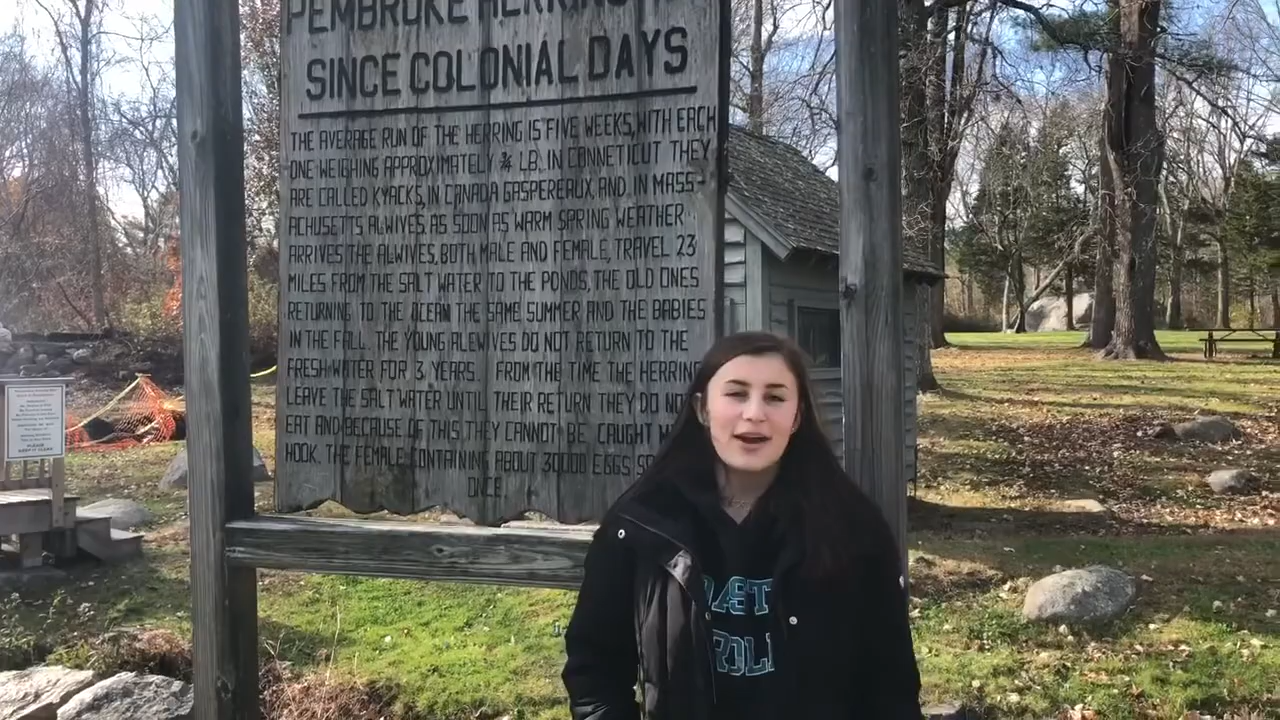 PEMBROKE HERRING
SINCE COLONIAL DAYS
THE AVERAGE RUN OF THE HERRING IS FIVE WEEKS, WITH EACH
ONE WEIGHING APPROXIMATELY ¾ LB. IN CONNETICUT THEY
ARE CALLED KYACKS, IN CANADA GASPEREAUX, AND IN MASS-
ACHUSETTS ALWIVES. AS SOON AS WARM SPRING WEATHER
ARRIVES THE ALWIVES, BOTH MALE AND FEMALE, TRAVEL 23
MILES FROM THE SALT WATER TO THE PONDS, THE OLD ONES
RETURNING TO THE OCEAN THE SAME SUMMER AND THE BABIES
IN THE FALL. THE YOUNG ALEWIVES DO NOT RETURN TO THE
FRESH WATER FOR 3 YEARS. FROM THE TIME THE HERRING
LEAVE THE SALT WATER UNTIL THEIR RETURN THEY DO NO
EAT AND BECAUSE OF THIS THEY CANNOT BE CAUGHT
HOOK. THE FEMALE CONTAINING ABOUT 30000 EGGS
ONCE.